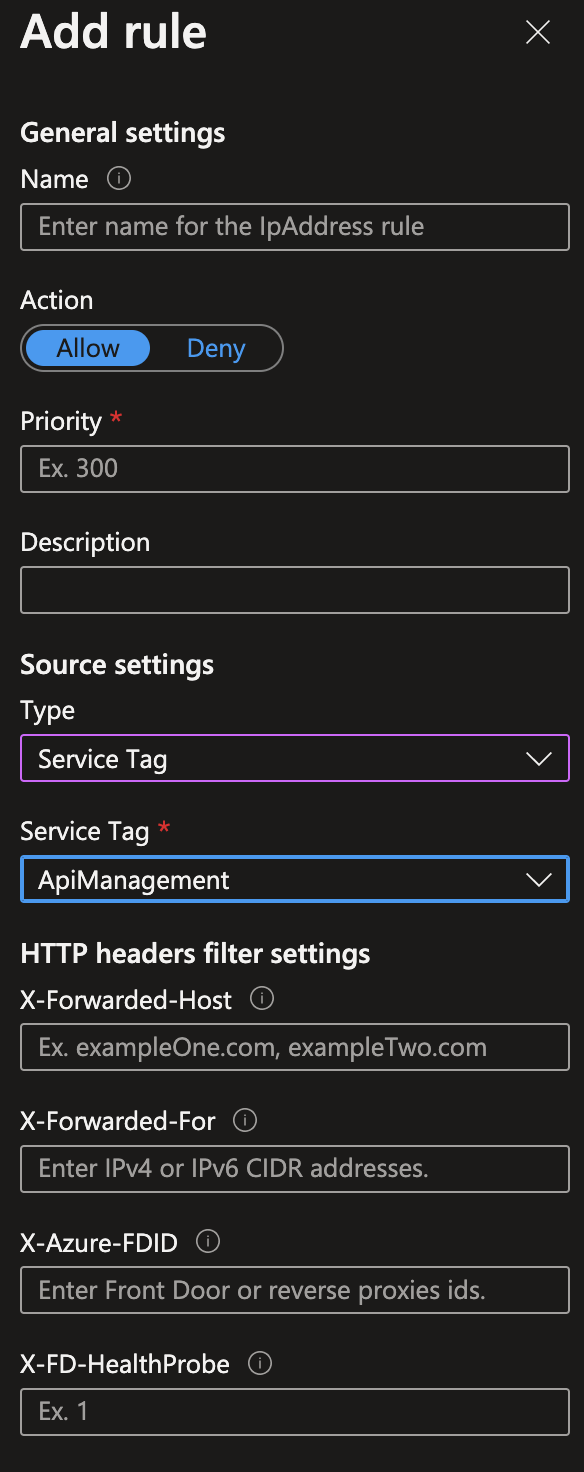 Add rule
General settings
Name
Enter name for the IpAddress rule
Action
Allow Deny
Priority *
Ex. 300
Description
Source settings
Type
Service Tag
Service Tag *
ApiManagement
HTTP headers filter settings
X-Forwarded-Host
Ex. exampleOne.com, exampleTwo.com
X-Forwarded-For
Enter IPv4 or IPv6 CIDR addresses.
X-Azure-FDID
Enter Front Door or reverse proxies ids.
X-FD-HealthProbe
Ex. 1